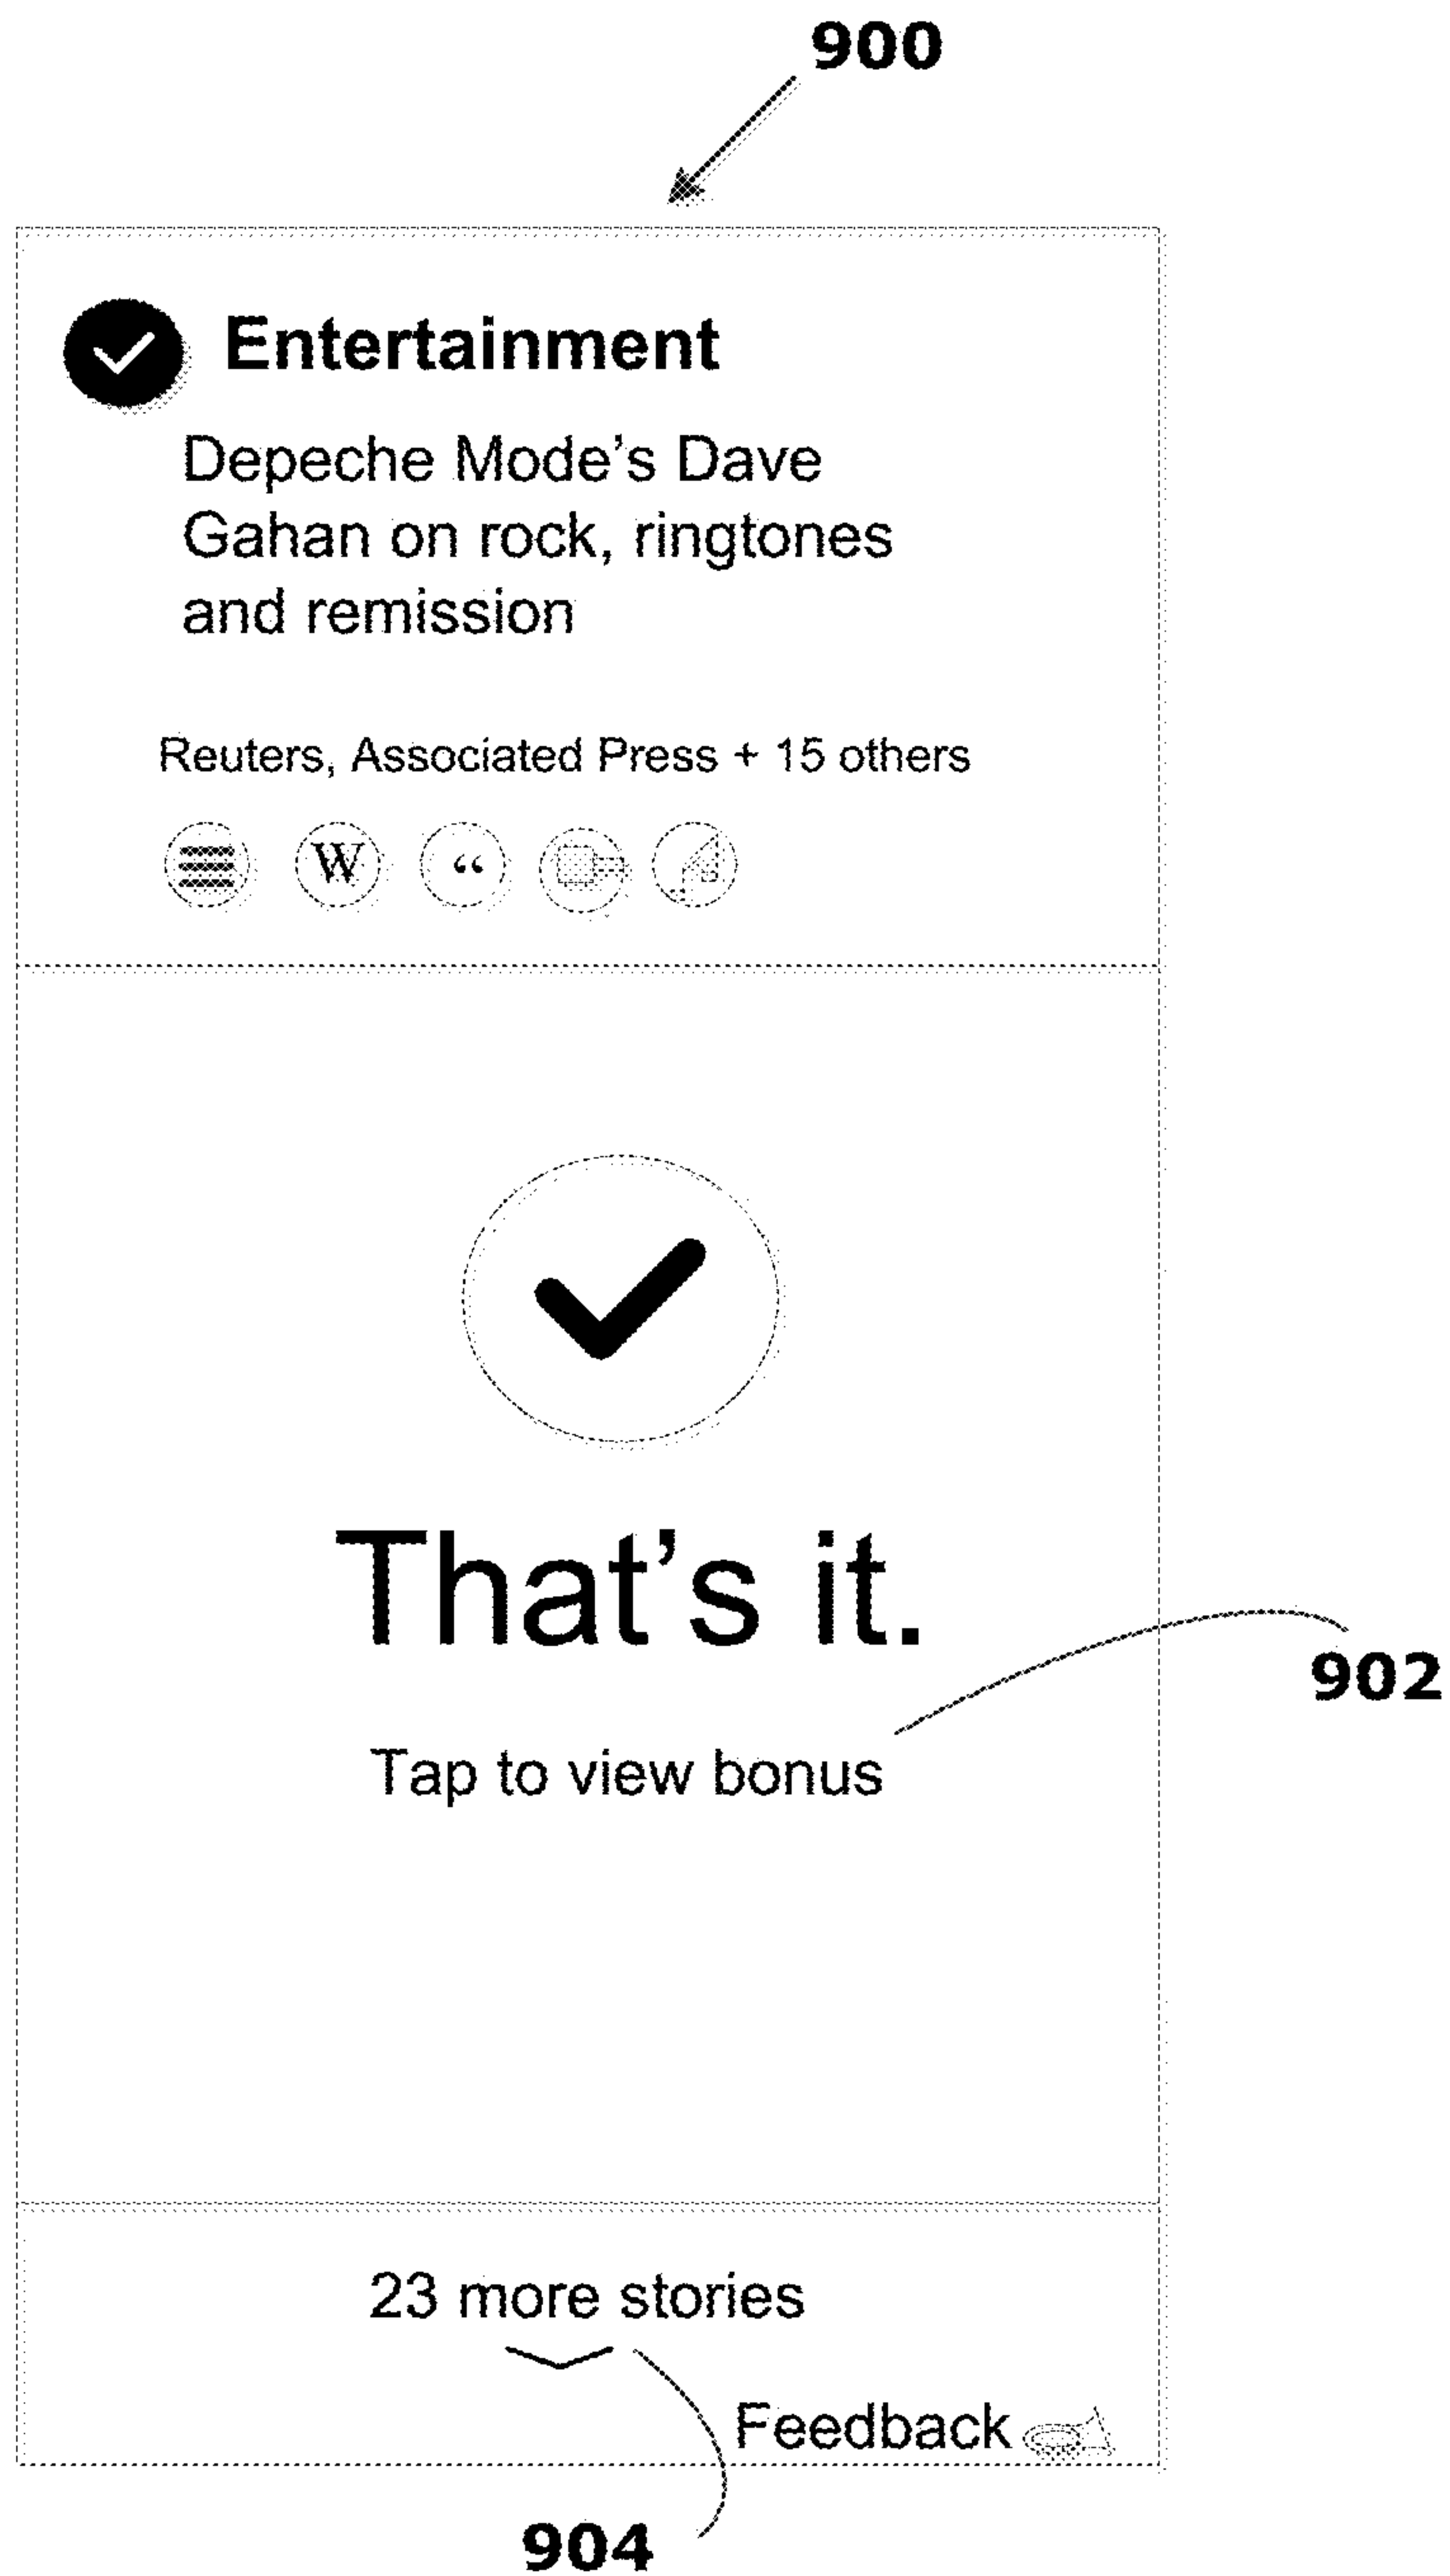 900
Entertainment
Depeche Mode’s Dave
Gahan on rock, ringtones
and remission
Reuters, Associated Press + 15 others
W “
That’s it.
902
Tap to view bonus
23 more stories
Feedback
904